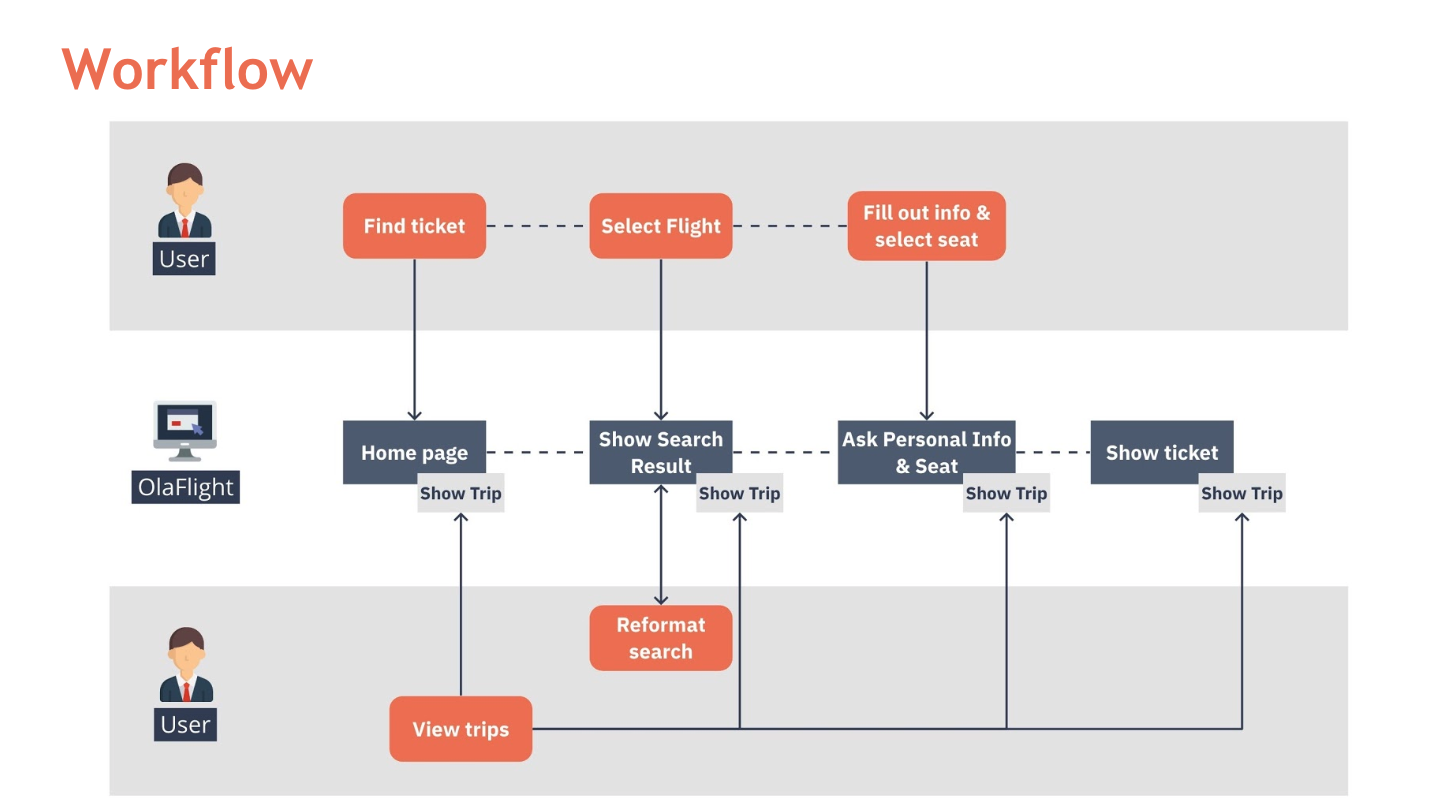 Workflow
Find ticket
Select Flight
Fill out info &
select seat
User
Home page
Show Search
Result
Ask Personal Info
& Seat
Show ticket
OlaFlight
Show Trip
Show Trip
Show Trip
Show Trip
Reformat
search
User
View trips